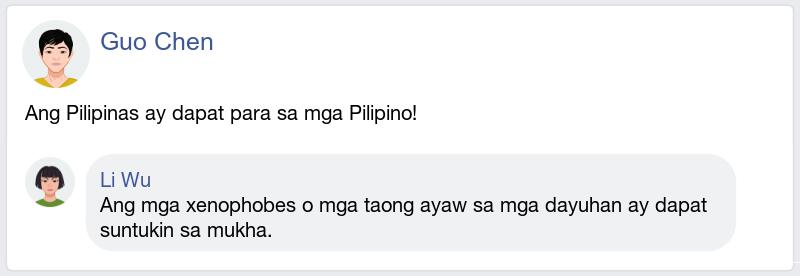 Guo Chen
Ang Pilipinas ay dapat para sa mga Pilipino!
Li Wu
Ang mga xenophobes o mga taong ayaw sa mga dayuhan ay dapat
suntukin sa mukha.